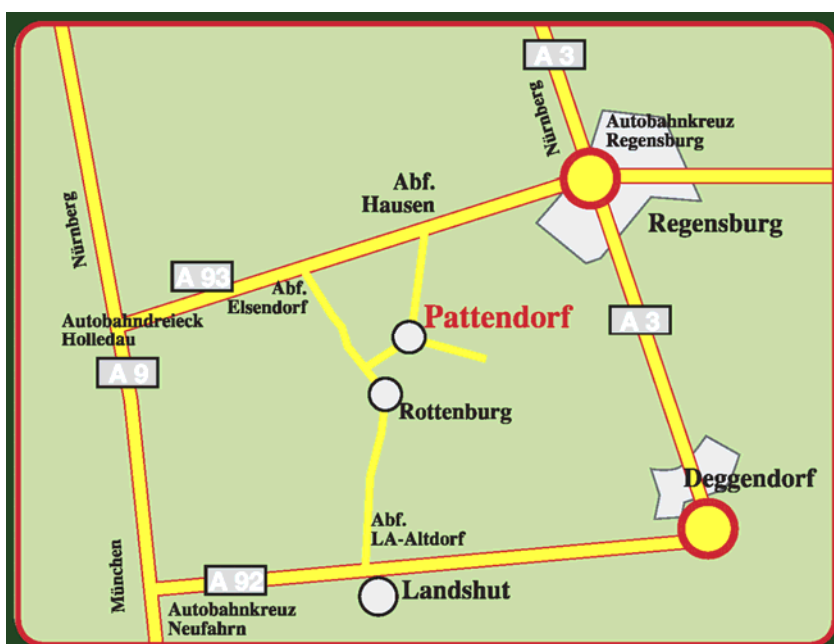 A 3
Nürnberg
Autobahnkreuz
Regensburg
Abf.
Hausen
Nürnberg
Regensburg
A 93
Abf.
Elsendorf
Autobahndreieck
Holledau
Pattendorf
A 3
A 9
Rottenburg
Deggendorf
Abf.
LA-Altdorf
München
A 92
Landshut
Autobahnkreuz
Neufahrn